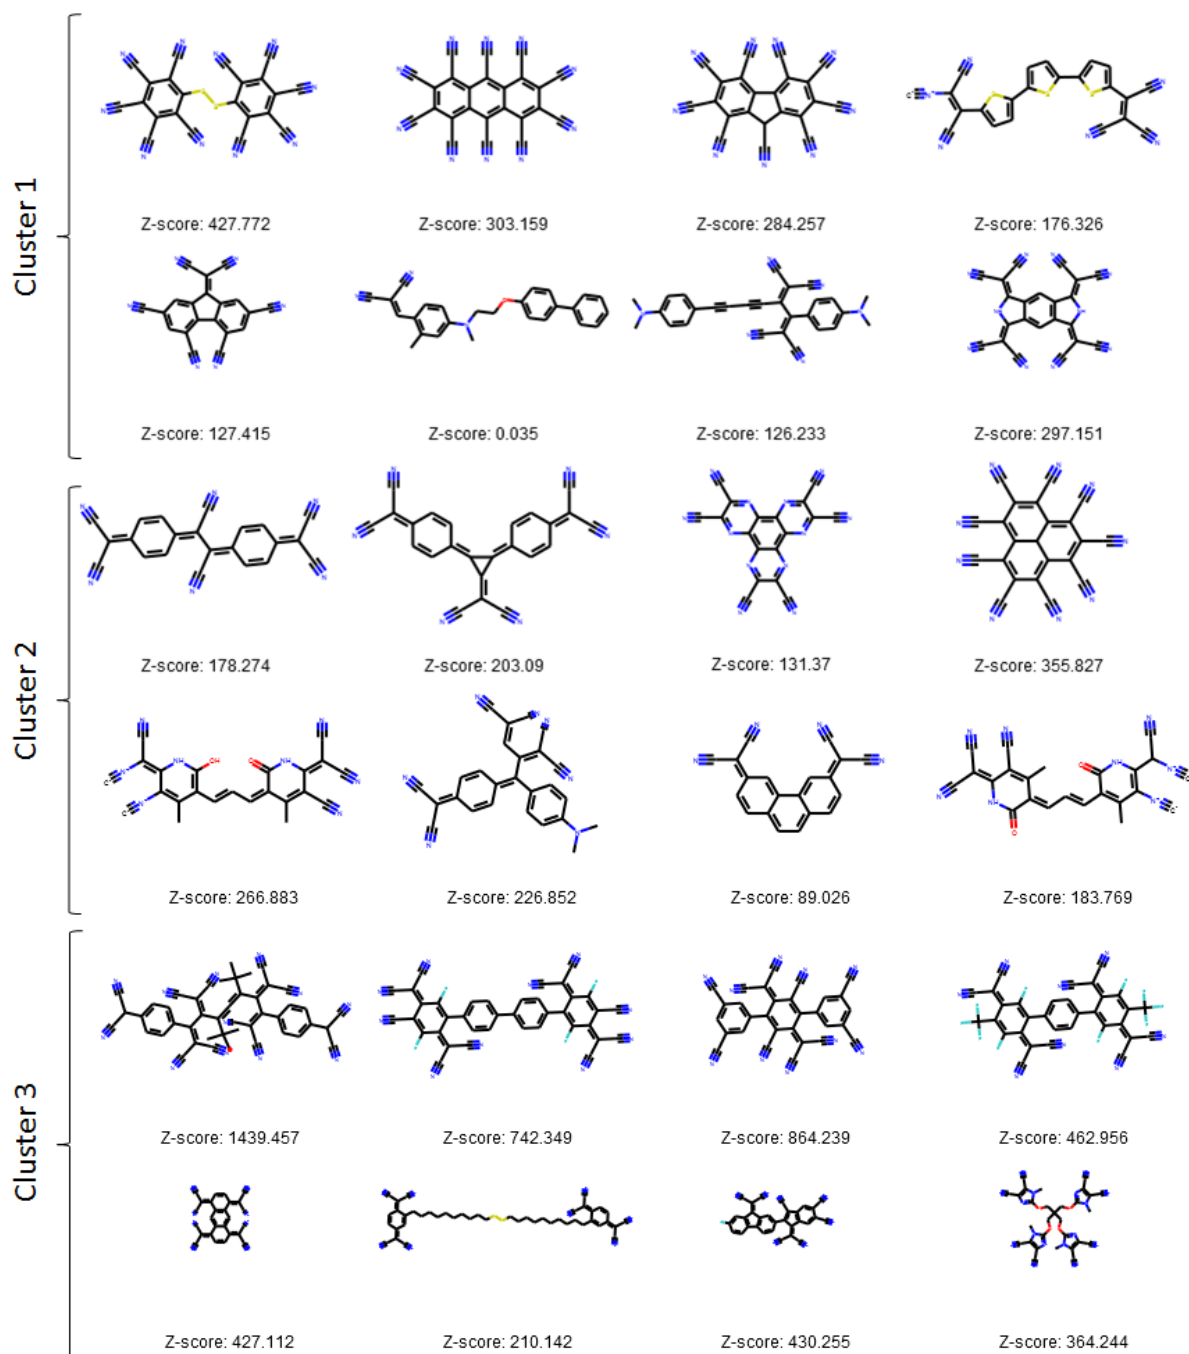 Cluster 1
Z-score: 427.772
Z-score: 303.159
Z-score: 284.257
Z-score: 176.326
Z-score: 127.415
Z-score: 0.035
Z-score: 126.233
Z-score: 297.151
Cluster 2
Z-score: 178.274
Z-score: 203.09
Z-score: 131.37
Z-score: 355.827
Z-score: 266.883
Z-score: 226.852
Z-score: 89.026
Z-score: 183.769
Cluster 3
Z-score: 1439.457
Z-score: 742.349
Z-score: 864.239
Z-score: 462.956
Z-score: 427.112
Z-score: 210.142
Z-score: 430.255
Z-score: 364.244